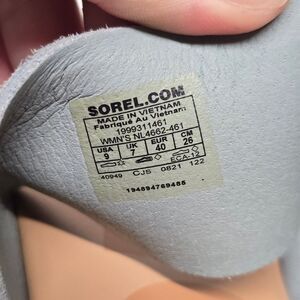 SOREL.COM
MADE IN VIETNAM
Fabriqué Au Vietnam
1999311461
WMN'S NL4662-461
USA UK EUR CM
9 7 40 26
ECA-12
40949 CJS 0821 122
194894769485